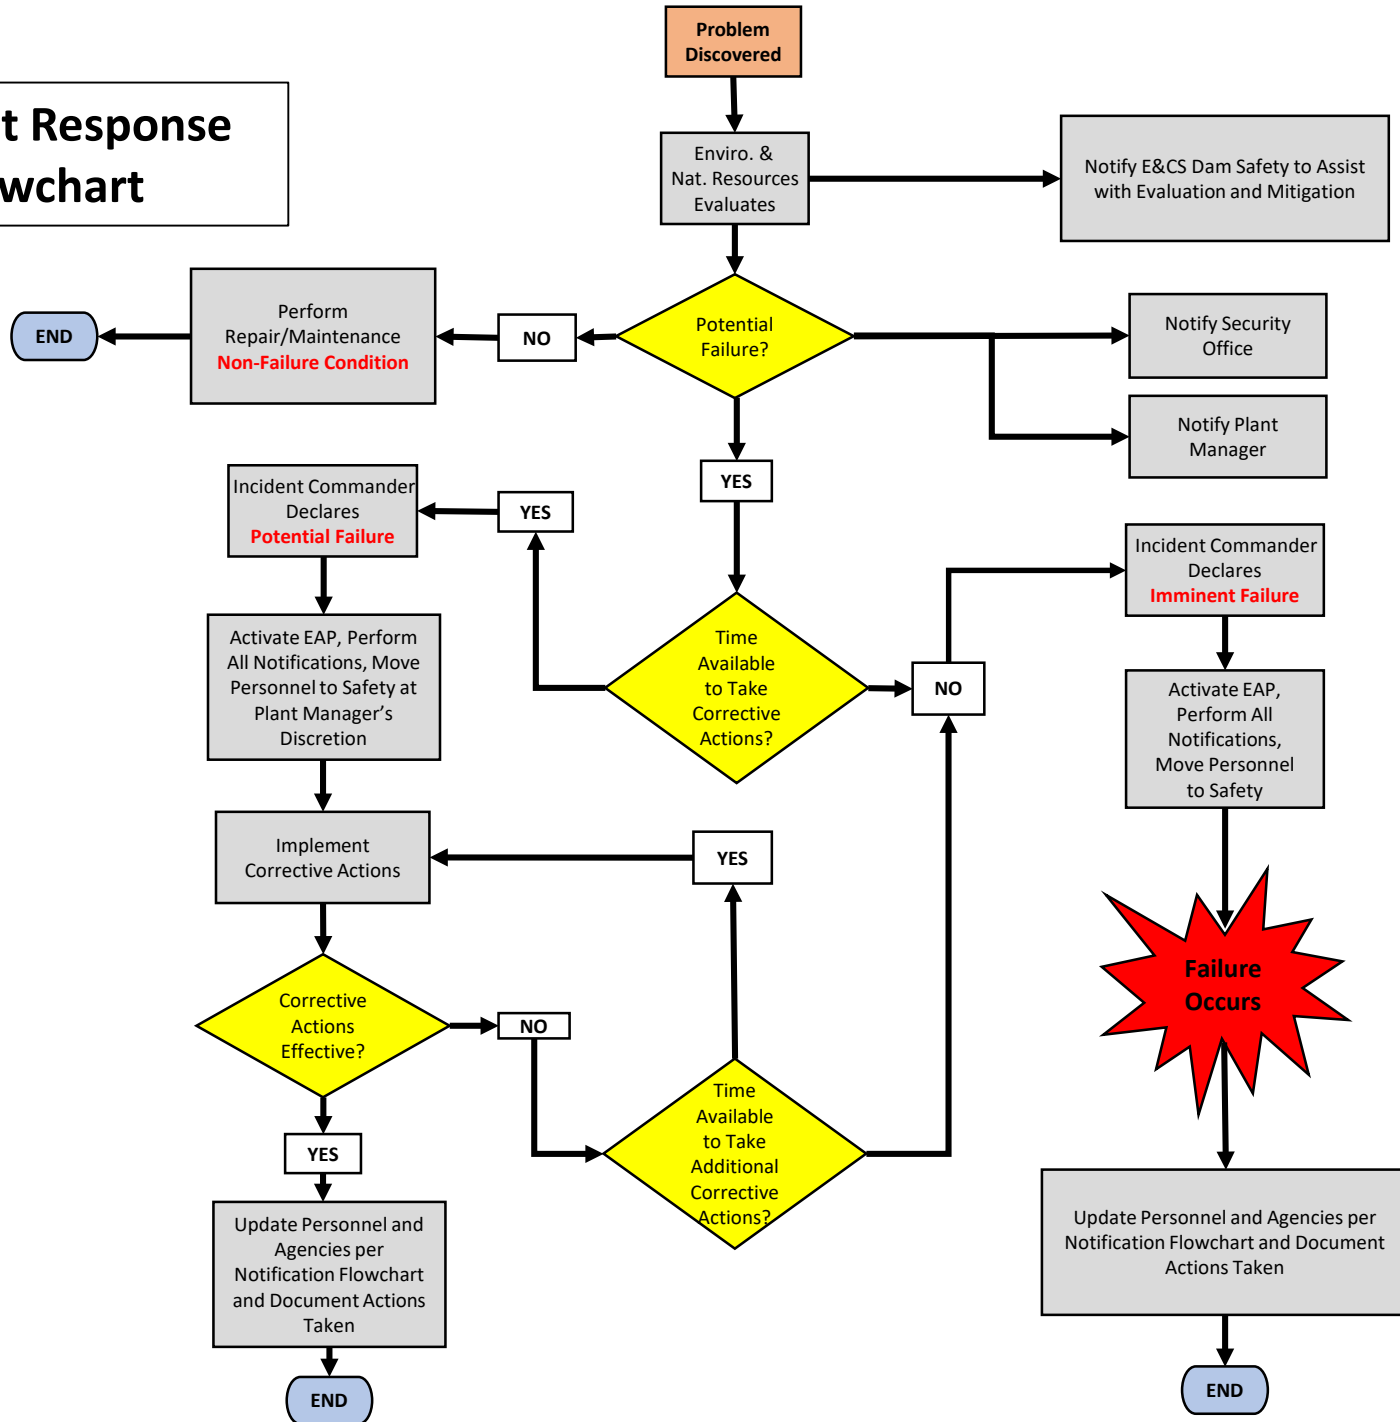 Problem
Discovered
t Response
wchart
Enviro. &
Nat. Resources
Evaluates
Notify E&CS Dam Safety to Assist
with Evaluation and Mitigation
END
Perform
Repair/Maintenance
Non-Failure Condition
NO
Potential
Failure?
Notify Security
Office
Notify Plant
Manager
YES
Incident Commander
Declares
Potential Failure
YES
Incident Commander
Declares
Imminent Failure
Activate EAP, Perform
All Notifications, Move
Personnel to Safety at
Plant Manager’s
Discretion
Time
Available
to Take
Corrective
Actions?
NO
Activate EAP,
Perform All
Notifications,
Move Personnel
to Safety
Implement
Corrective Actions
YES
Failure
Occurs
Corrective
Actions
Effective?
NO
Time
Available
to Take
Additional
Corrective
Actions?
YES
Update Personnel and
Agencies per
Notification Flowchart
and Document Actions
Taken
Update Personnel and Agencies per
Notification Flowchart and Document
Actions Taken
END
END